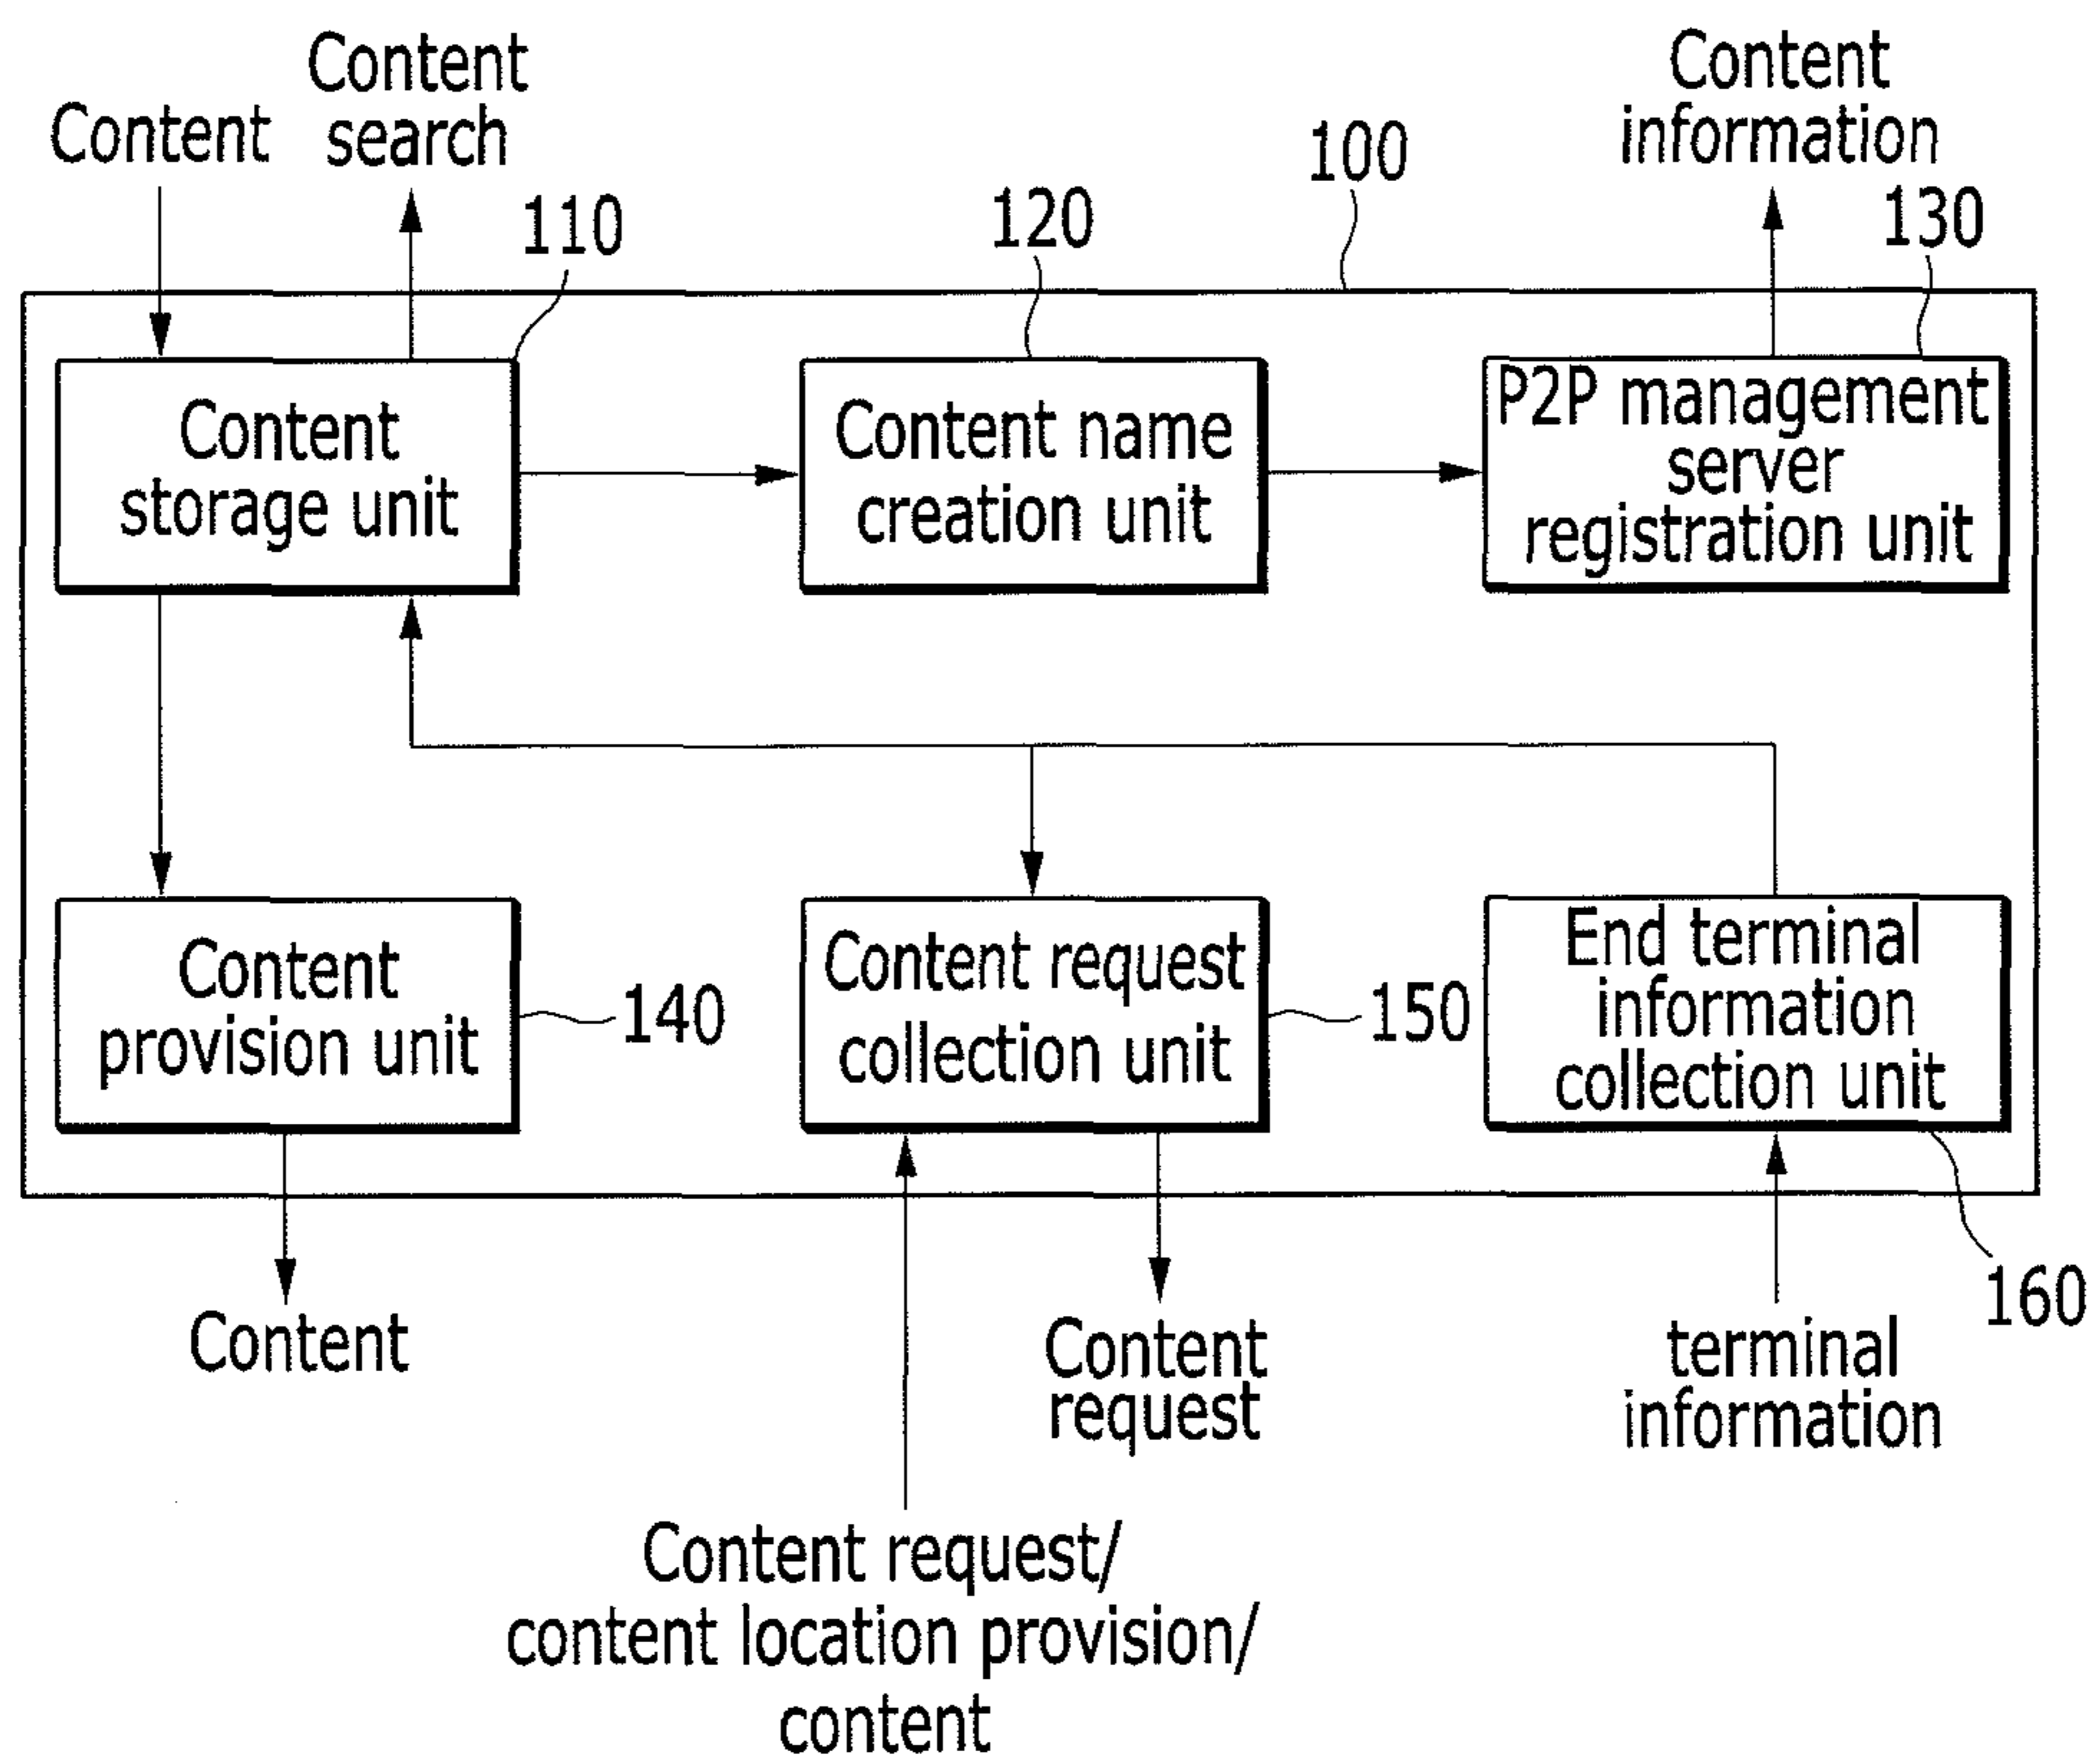 Content
Content
search
Content
information
100
110
120
130
Content
storage unit
Content name
creation unit
P2P management
server
registration unit
Content
provision unit
140
Content request
collection unit
150
End terminal
information
collection unit
160
Content
Content
request
terminal
information
Content request/
content location provision/
content